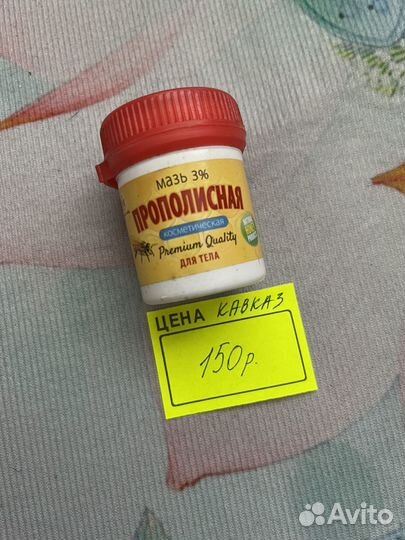 Мазь 3%
ПРОПОЛИСНАЯ
косметическая
Premium Quality
ДЛЯ ТЕЛА
ЦЕНА КАВКАЗ
150р.
Avito